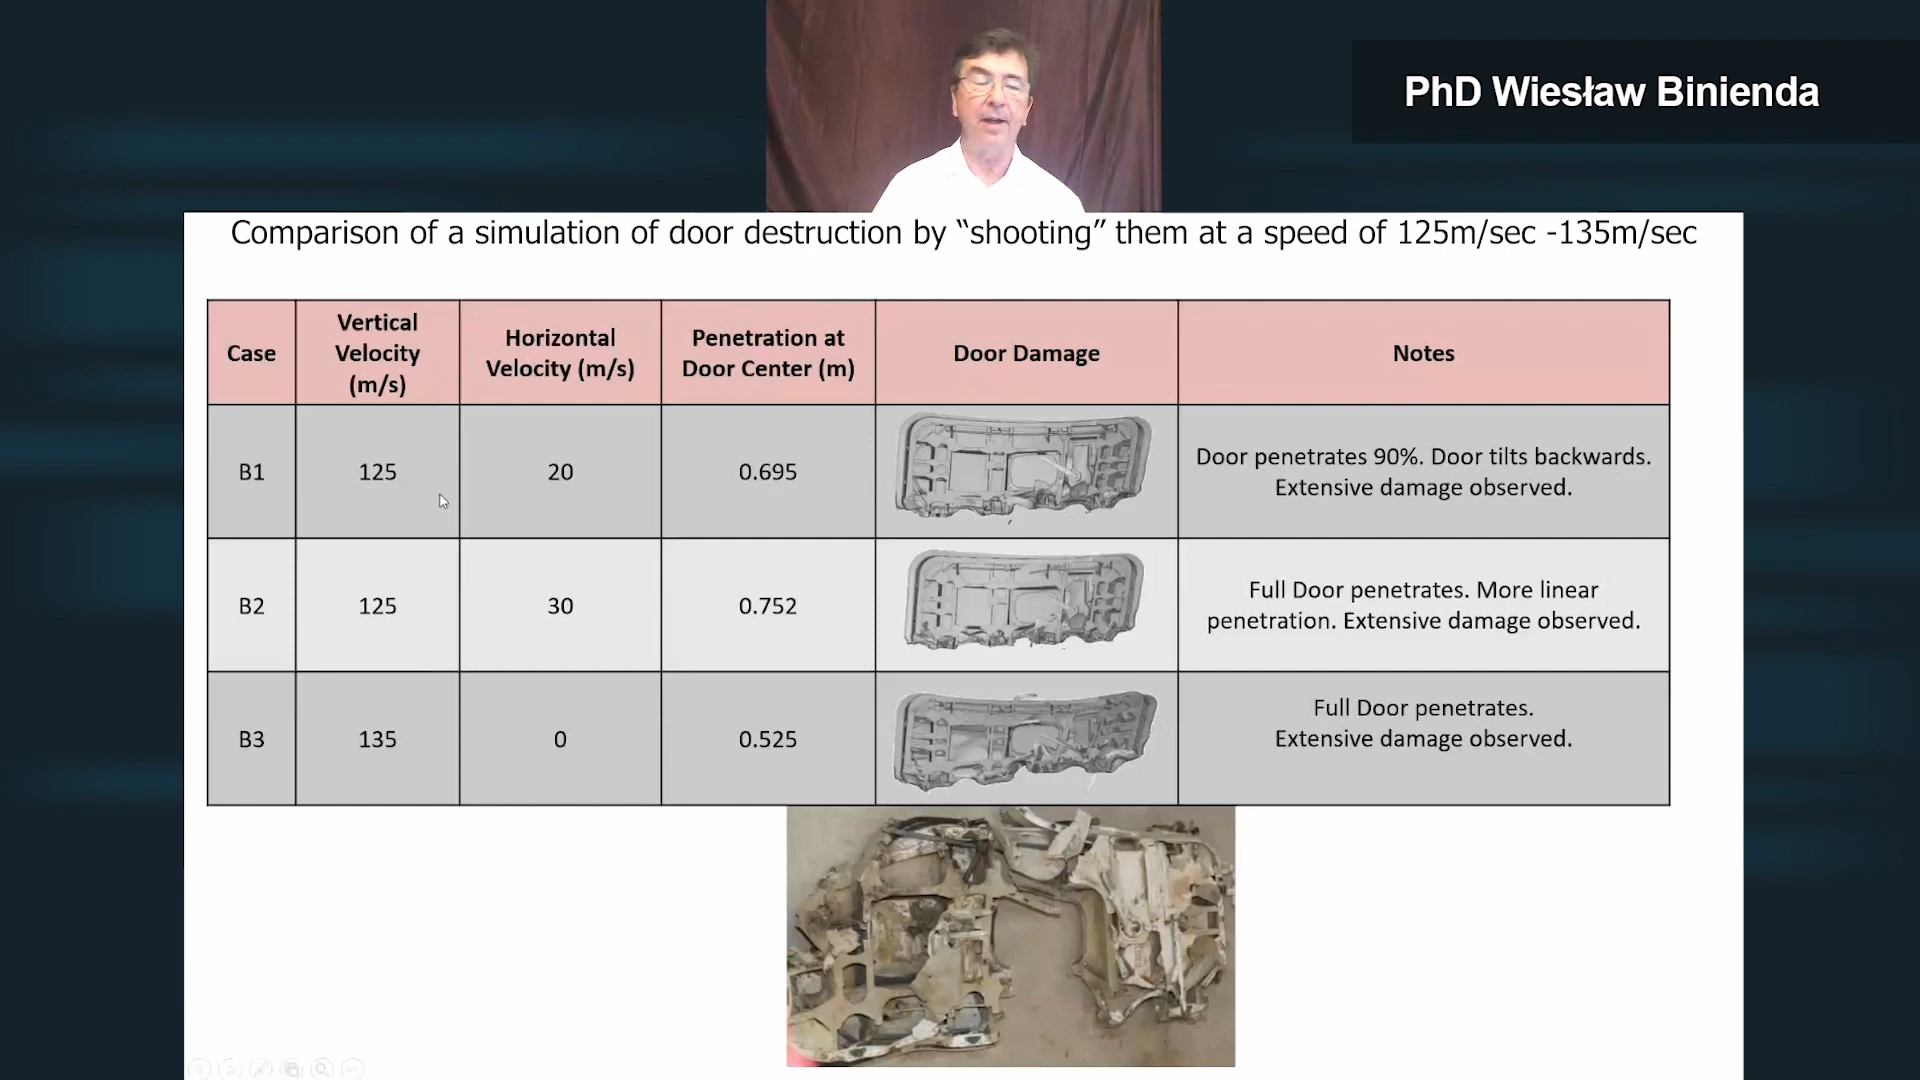 PhD Wiesław Binienda
Comparison of a simulation of door destruction by “shooting” them at a speed of 125m/sec -135m/sec
Case
Vertical
Velocity
(m/s)
Horizontal
Velocity (m/s)
Penetration at
Door Center (m)
Door Damage
Notes
B1
125
20
0.695
Door penetrates 90%. Door tilts backwards.
Extensive damage observed.
B2
125
30
0.752
Full Door penetrates. More linear
penetration. Extensive damage observed.
B3
135
0
0.525
Full Door penetrates.
Extensive damage observed.